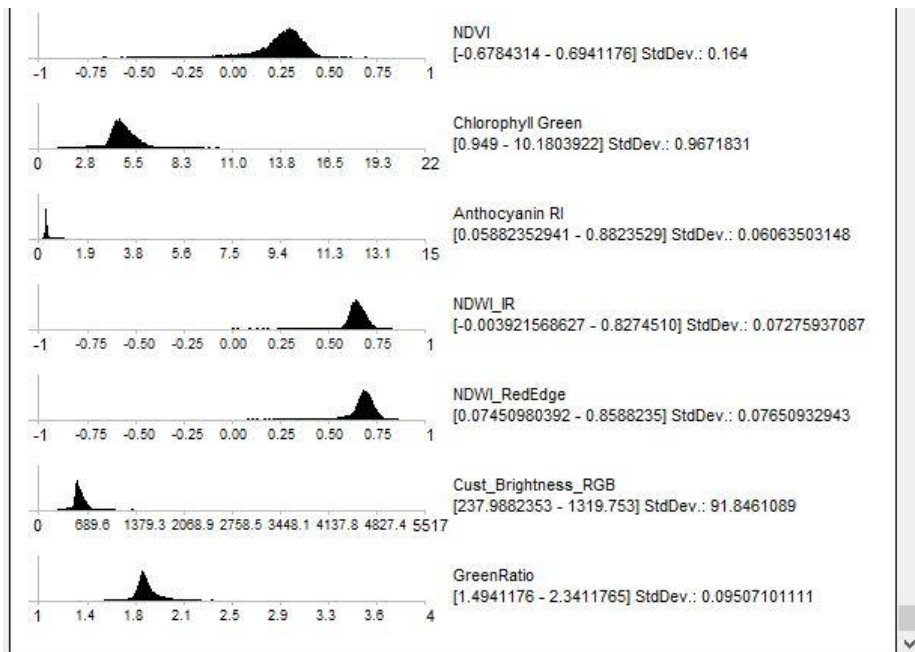 NDVI
[-0.6784314 - 0.6941176] StdDev.: 0.164
-1 -0.75 -0.50 -0.25 0.00 0.25 0.50 0.75 1
Chlorophyll Green
[0.949 - 10.1803922] StdDev.: 0.9671831
0 2.8 5.5 8.3 11.0 13.8 16.5 19.3 22
Anthocyanin RI
[0.05882352941 - 0.8823529] StdDev.: 0.06063503148
0 1.9 3.8 5.6 7.5 9.4 11.3 13.1 15
NDWI_IR
[-0.003921568627 - 0.8274510] StdDev.: 0.07275937087
-1 -0.75 -0.50 -0.25 0.00 0.25 0.50 0.75 1
NDWI_RedEdge
[0.07450980392 - 0.8588235] StdDev.: 0.07650932943
-1 -0.75 -0.50 -0.25 0.00 0.25 0.50 0.75 1
Cust_Brightness_RGB
[237.9882353 - 1319.753] StdDev.: 91.8461089
0 689.6 1379.3 2068.9 2758.5 3448.1 4137.8 4827.4 5517
GreenRatio
[1.4941176 - 2.3411765] StdDev.: 0.09507101111
1 1.4 1.8 2.1 2.5 2.9 3.3 3.6 4